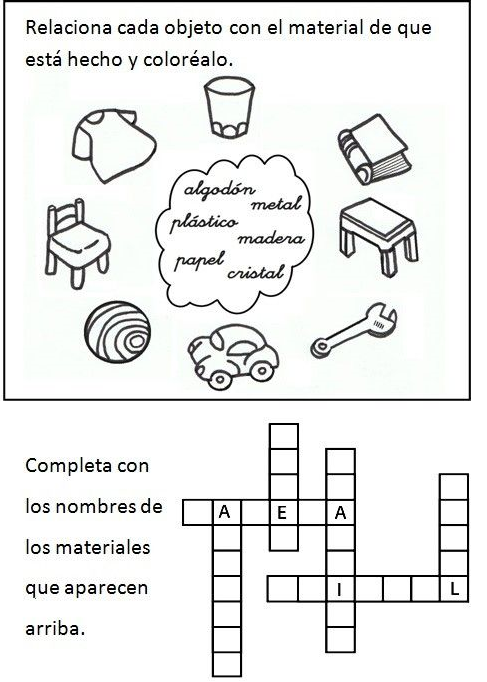 Relaciona cada objeto con el material de que
está hecho y coloréalo.
algodón
metal
plástico
madera
papel
cristal
Completa con
los nombres de
los materiales
que aparecen
arriba.
A E A
I L